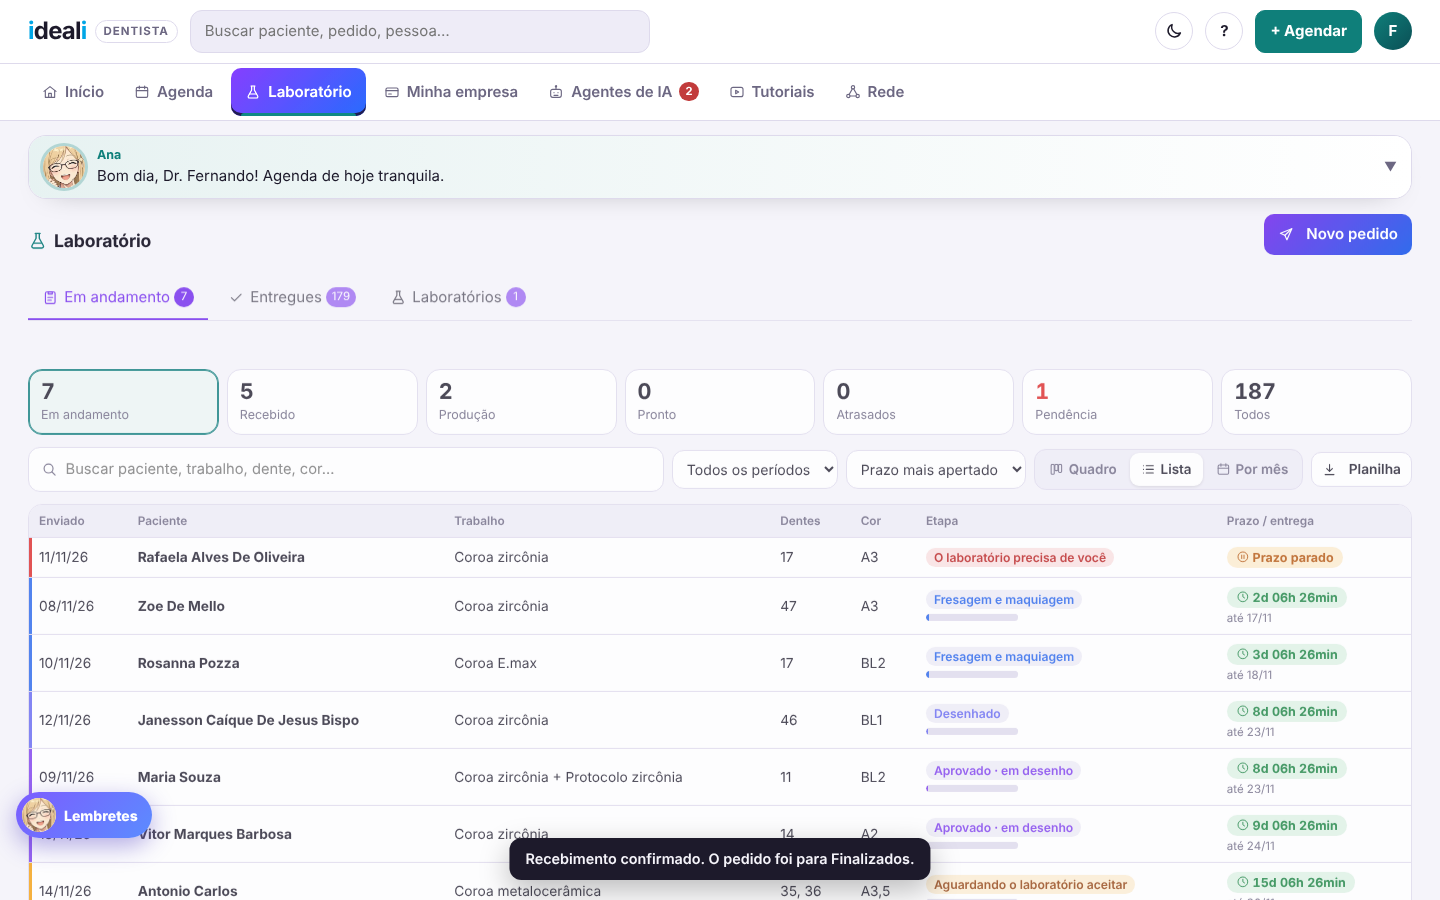 ideali DENTISTA Buscar paciente, pedido, pessoa... ? + Agendar F
Início Agenda Laboratório Minha empresa Agentes de IA 2 Tutoriais Rede
Ana
Bom dia, Dr. Fernando! Agenda de hoje tranquila.
Laboratório Novo pedido
Em andamento 7 Entregues 179 Laboratórios 1
7 5 2 0 0 1 187
Em andamento Recebido Produção Pronto Atrasados Pendência Todos
Buscar paciente, trabalho, dente, cor... Todos os períodos Prazo mais apertado Quadro Lista Por mês Planilha
Enviado Paciente Trabalho Dentes Cor Etapa Prazo / entrega
11/11/26 Rafaela Alves De Oliveira Coroa zircônia 17 A3 O laboratório precisa de você Prazo parado
08/11/26 Zoe De Mello Coroa zircônia 47 A3 Fresagem e maquiagem 2d 06h 26min
até 17/11
10/11/26 Rosanna Pozza Coroa E.max 17 BL2 Fresagem e maquiagem 3d 06h 26min
até 18/11
12/11/26 Janesson Caíque De Jesus Bispo Coroa zircônia 46 BL1 Desenhado 8d 06h 26min
até 23/11
09/11/26 Maria Souza Coroa zircônia + Protocolo zircônia 11 BL2 Aprovado · em desenho 8d 06h 26min
até 23/11
Lembretes
Vitor Marques Barbosa Coroa zircônia 14 A2 Aprovado · em desenho 9d 06h 26min
até 24/11
Recebimento confirmado. O pedido foi para Finalizados.
14/11/26 Antonio Carlos Coroa metalocerâmica 35, 36 A3,5 Aguardando o laboratório aceitar 15d 06h 26min